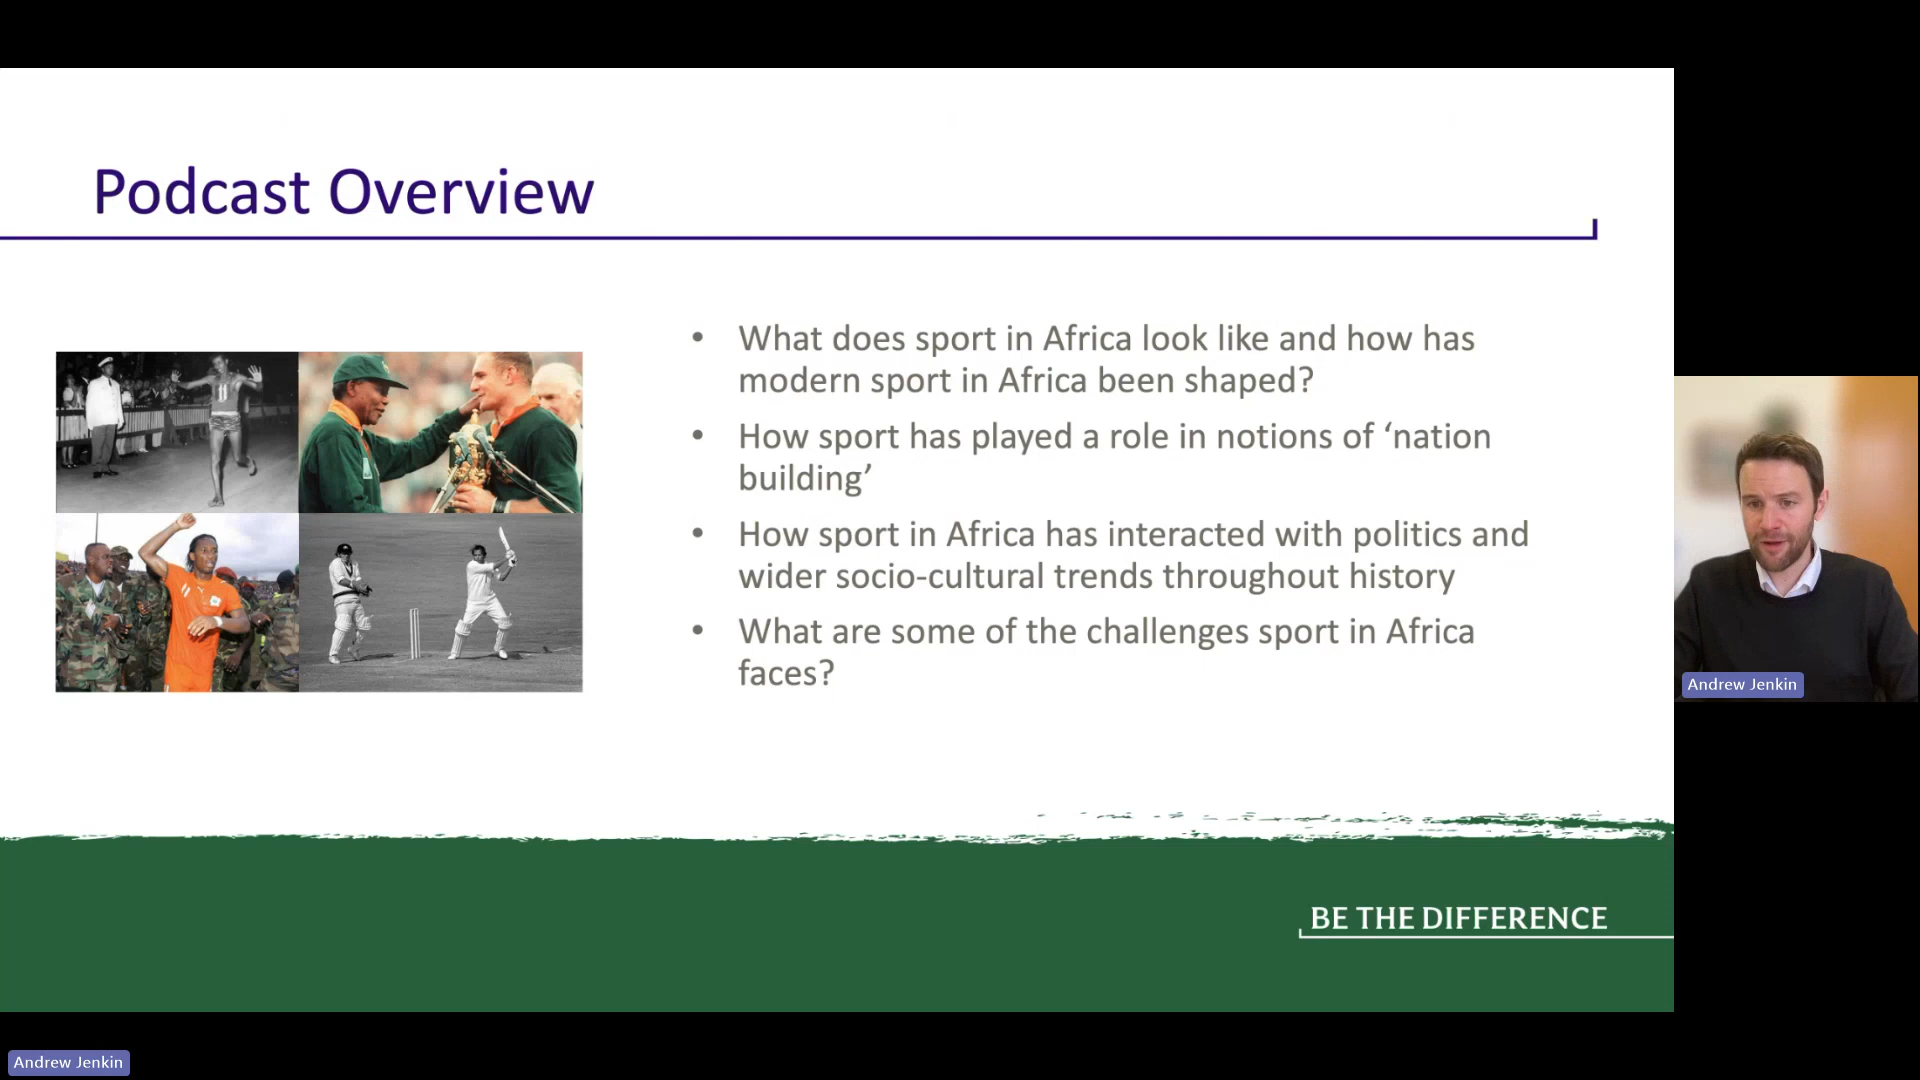 Podcast Overview
• What does sport in Africa look like and how has
modern sport in Africa been shaped?
• How sport has played a role in notions of ‘nation
building’
• How sport in Africa has interacted with politics and
wider socio-cultural trends throughout history
• What are some of the challenges sport in Africa
faces?
BE THE DIFFERENCE
Andrew Jenkin
Andrew Jenkin
11